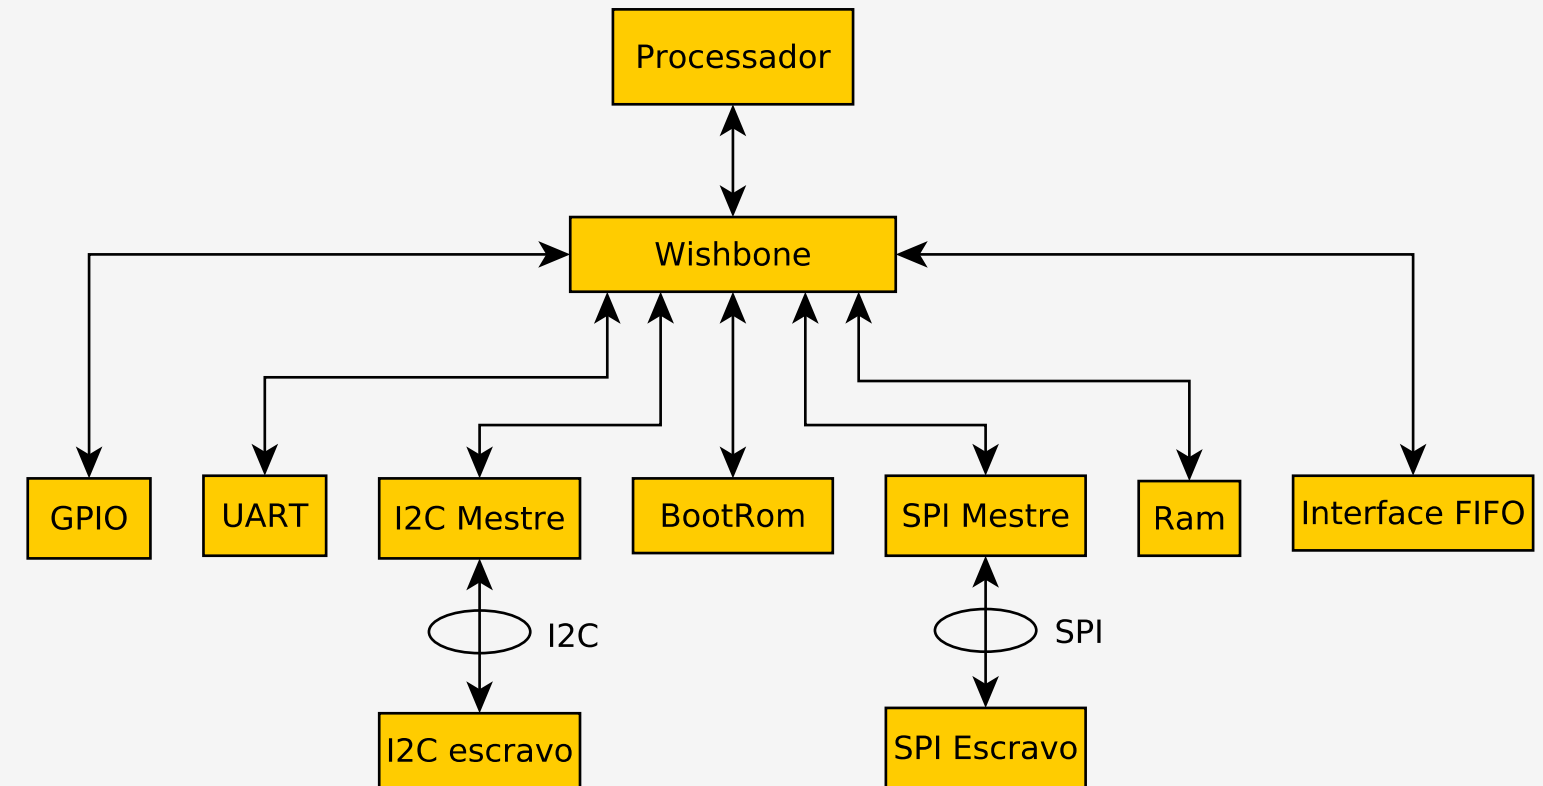 Processador
Wishbone
GPIO
UART
I2C Mestre
BootRom
SPI Mestre
Ram
Interface FIFO
I2C
SPI
I2C escravo
SPI Escravo